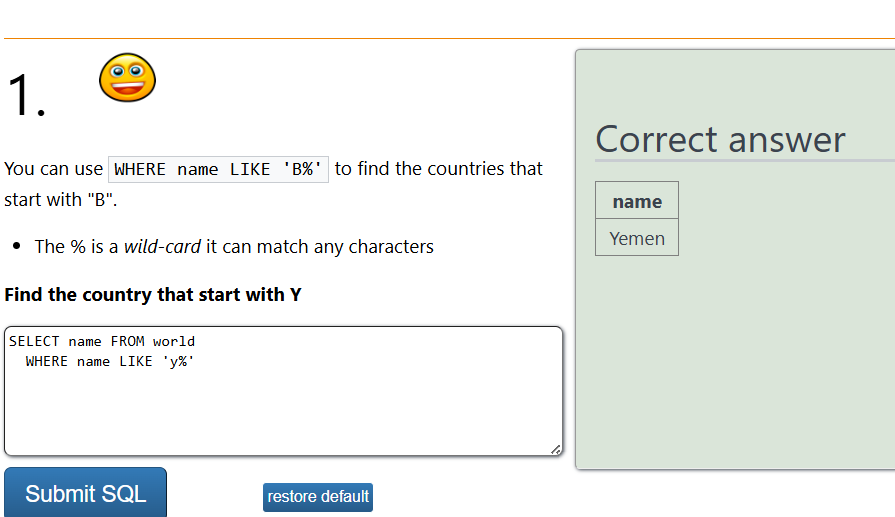 1.
You can use WHERE name LIKE 'B%' to find the countries that
start with "B".
• The % is a wild-card it can match any characters
Find the country that start with Y
SELECT name FROM world
  WHERE name LIKE 'y%'
Submit SQL
restore default
Correct answer
name
Yemen